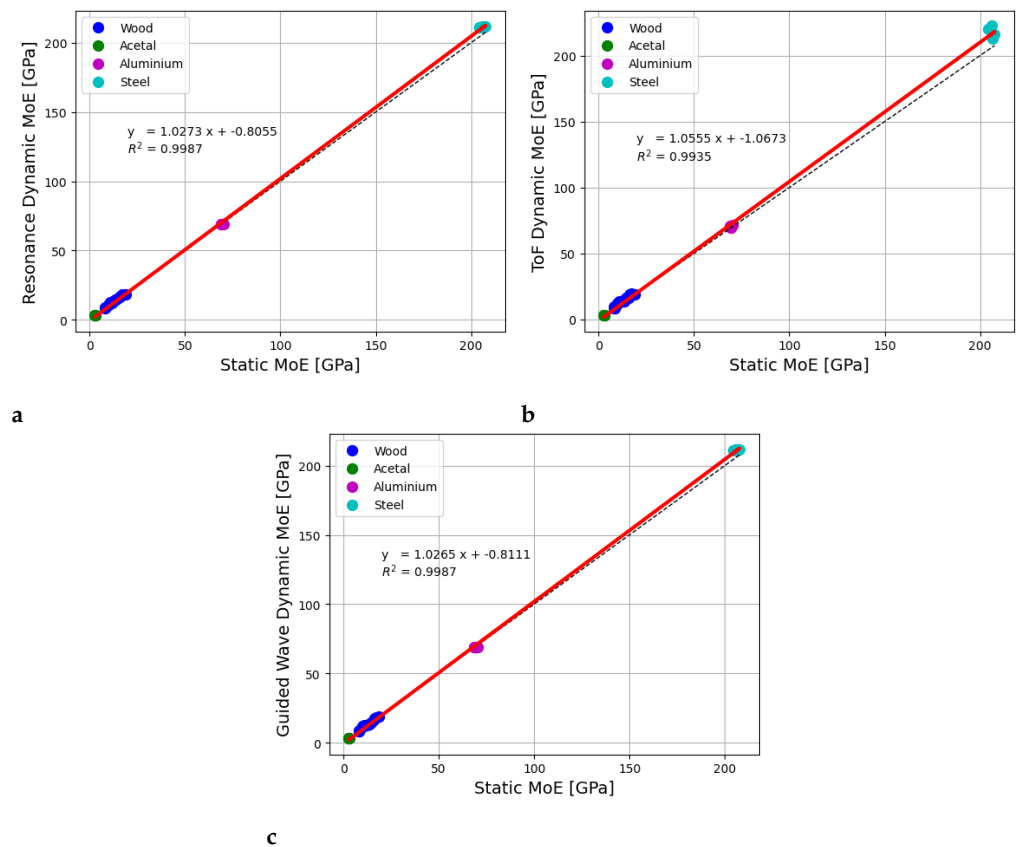 Resonance Dynamic MoE [GPa]
200
150
100
50
0
Wood
Acetal
Aluminium
Steel
y = 1.0273 x + -0.8055
R² = 0.9987
0 50 100 150 200
Static MoE [GPa]
a
ToF Dynamic MoE [GPa]
200
150
100
50
0
Wood
Acetal
Aluminium
Steel
y = 1.0555 x + -1.0673
R² = 0.9935
0 50 100 150 200
Static MoE [GPa]
b
Guided Wave Dynamic MoE [GPa]
200
150
100
50
0
Wood
Acetal
Aluminium
Steel
y = 1.0265 x + -0.8111
R² = 0.9987
0 50 100 150 200
Static MoE [GPa]
c